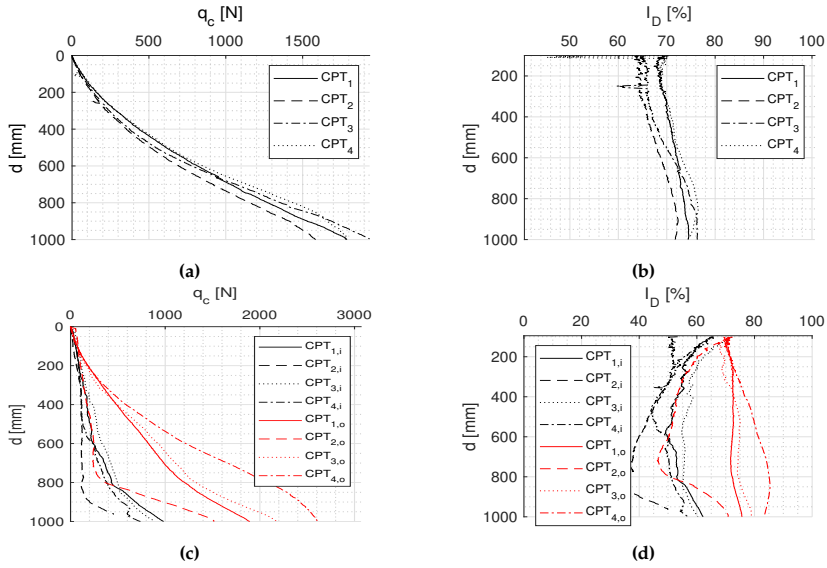 q_c [N]
0 500 1000 1500
0
200
400
600
800
1000
d [mm]
CPT_1
CPT_2
CPT_3
CPT_4
(a)
I_D [%]
40 50 60 70 80 90 100
200
400
600
800
1000
d [mm]
CPT_1
CPT_2
CPT_3
CPT_4
(b)
q_c [N]
0 1000 2000 3000
0
200
400
600
800
1000
d [mm]
CPT_1,i
CPT_2,i
CPT_3,i
CPT_4,i
CPT_1,o
CPT_2,o
CPT_3,o
CPT_4,o
(c)
I_D [%]
0 20 40 60 80 100
200
400
600
800
1000
d [mm]
CPT_1,i
CPT_2,i
CPT_3,i
CPT_4,i
CPT_1,o
CPT_2,o
CPT_3,o
CPT_4,o
(d)